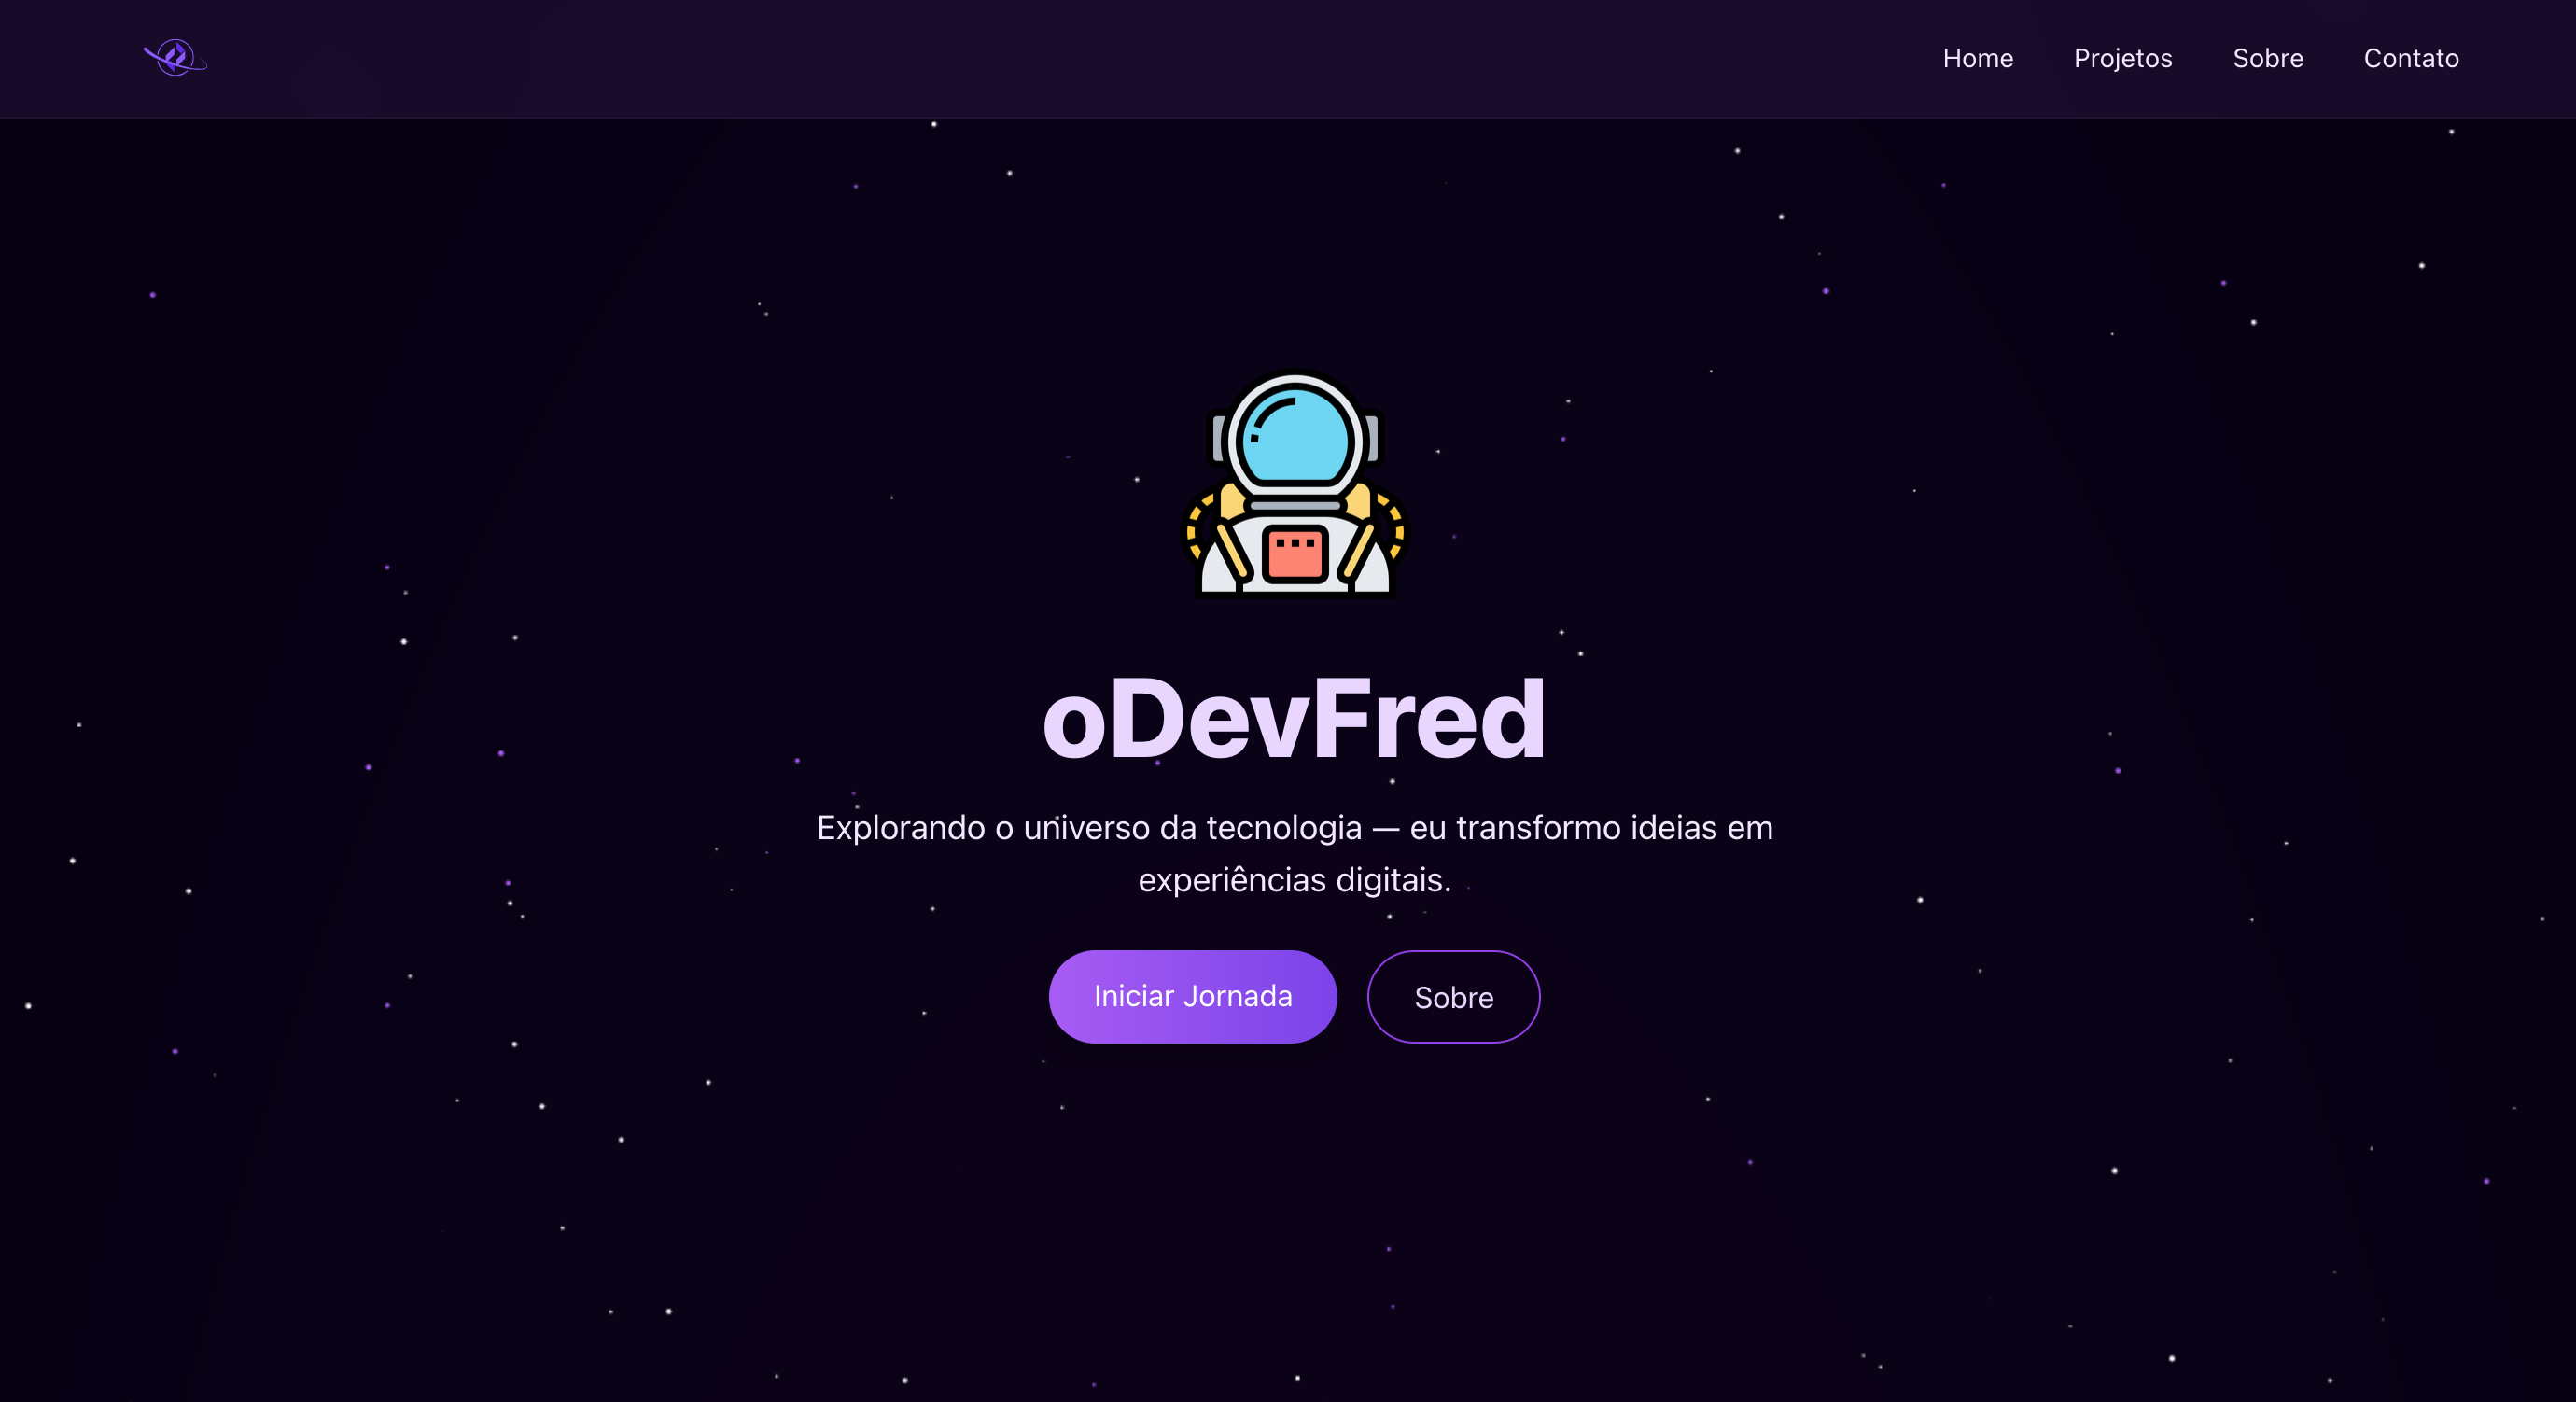 Home Projetos Sobre Contato
oDevFred
Explorando o universo da tecnologia — eu transformo ideias em
experiências digitais.
Iniciar Jornada Sobre